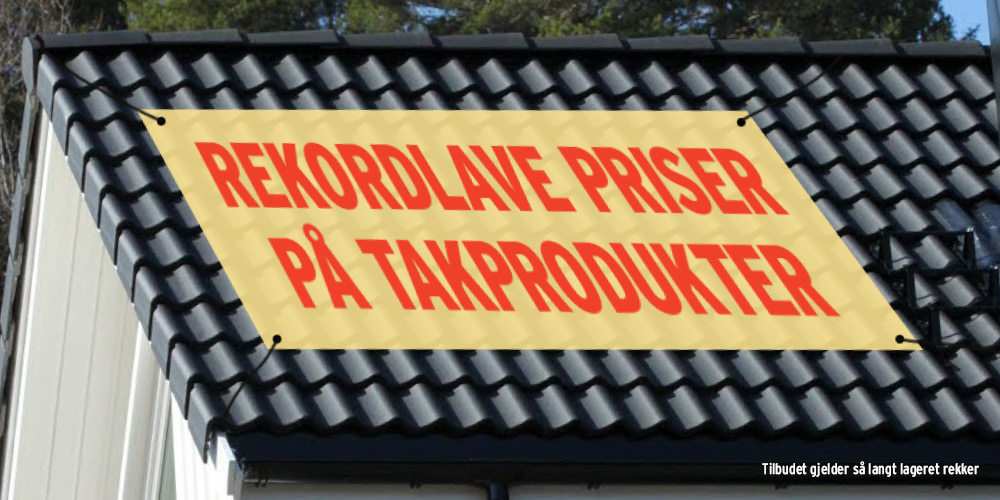 REKORDLAVE PRISER
PÅ TAKPRODUKTER
Tilbudet gjelder så langt lageret rekker